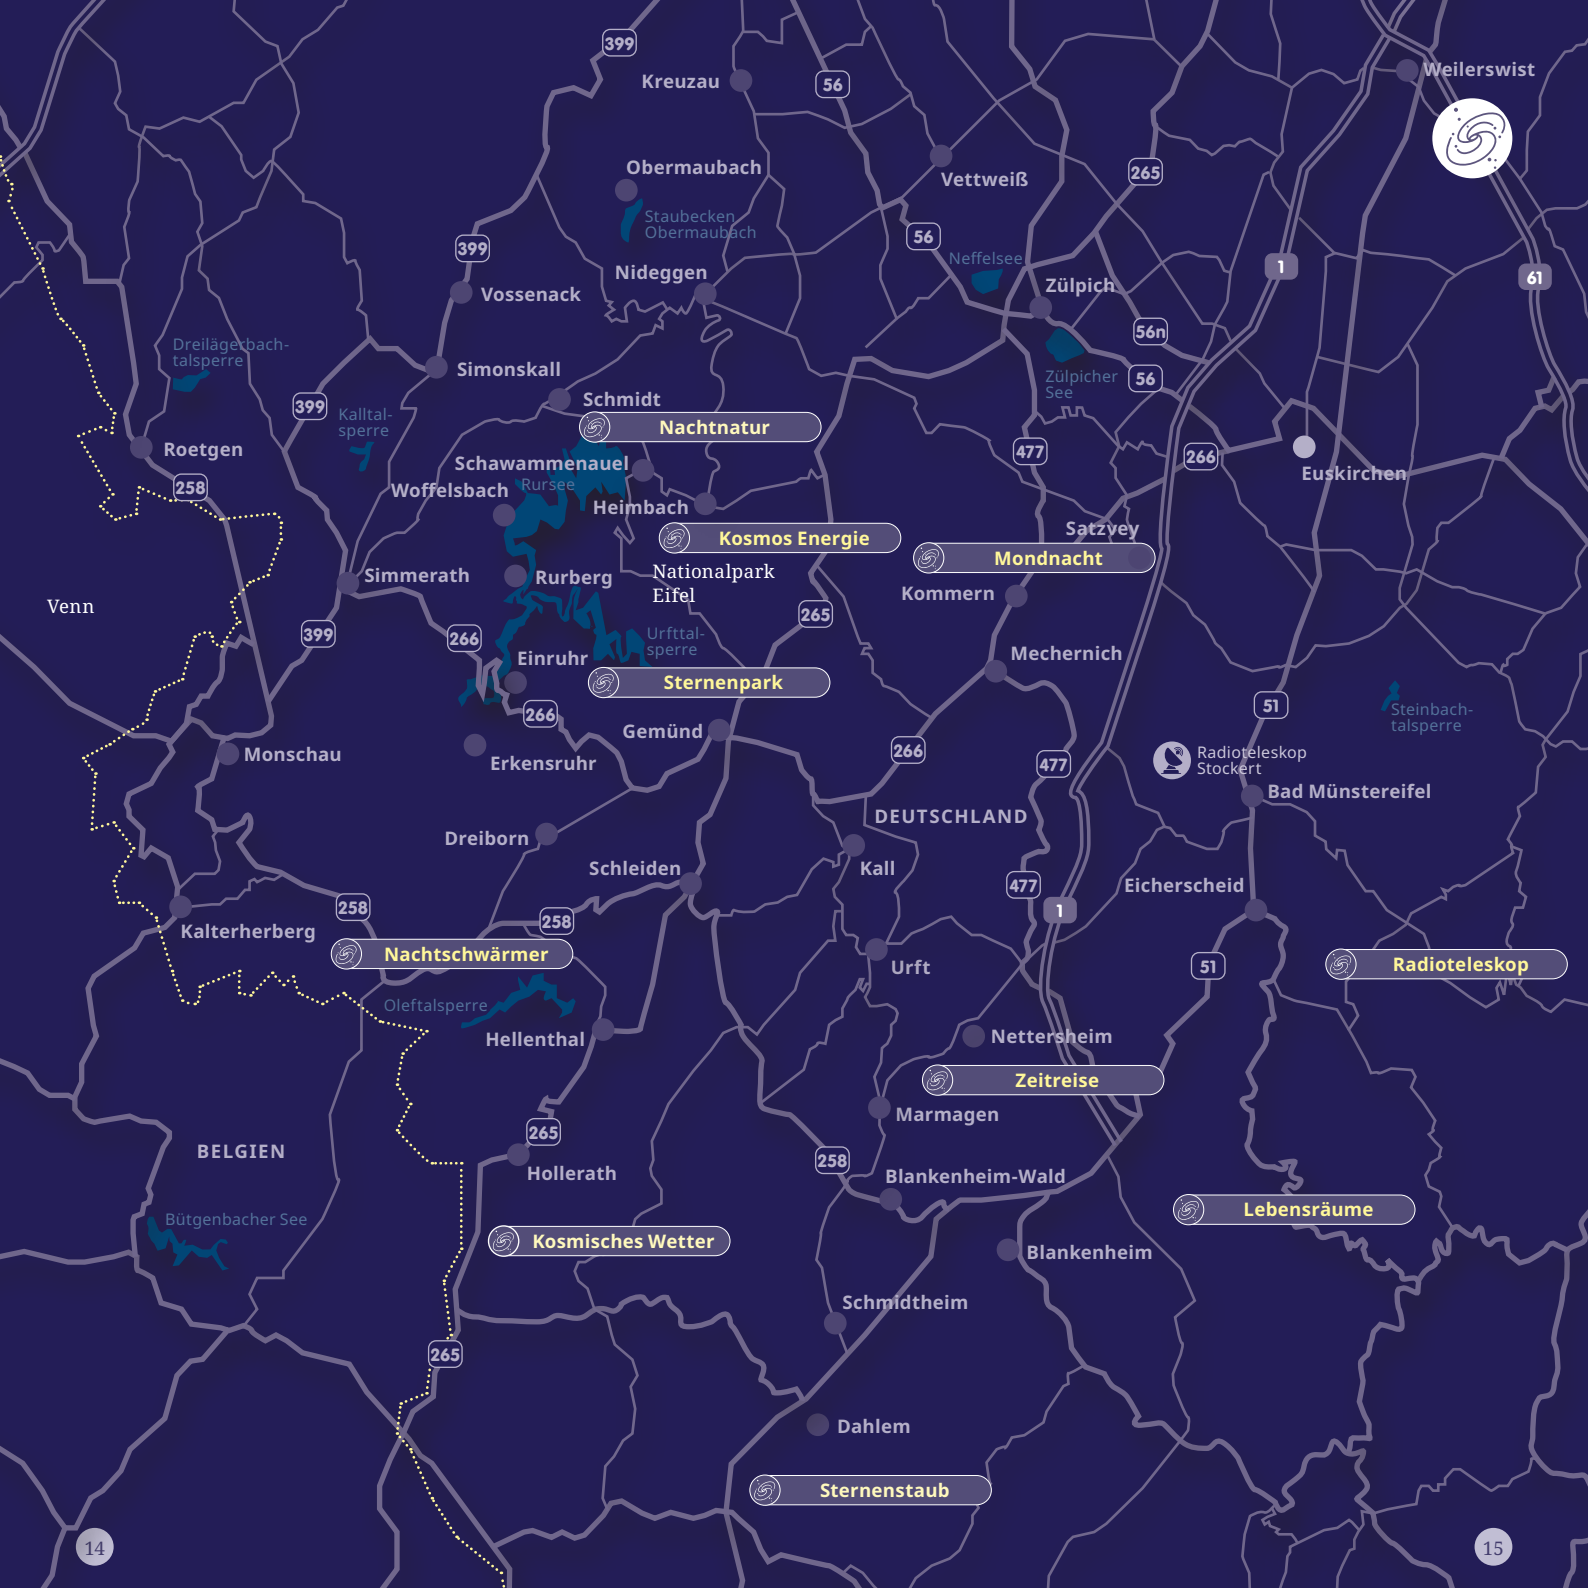 399
Kreuzau
56
Weilerswist
Obermaubach
265
Vettweiß
Staubecken
Obermaubach
56
399
Neffelsee
Nideggen
1
61
Vossenack
Zülpich
56n
Dreilägerbach-
talsperre
Simonskall
Zülpicher
See
56
Schmidt
399
Kalltal-
sperre
Nachtnatur
Roetgen
477
266
Schawammenauel
Euskirchen
258
Woffelsbach
Rursee
Heimbach
Satzvey
Kosmos Energie
Mondnacht
Nationalpark
Eifel
Simmerath
Rurberg
Kommern
Venn
265
399
266
Urfttal-
sperre
Einruhr
Mechernich
Sternenpark
51
Steinbach-
talsperre
266
Gemünd
Monschau
266
Radioteleskop
Stockert
Erkensruhr
477
Bad Münstereifel
DEUTSCHLAND
Dreiborn
Schleiden
Kall
477
Eicherscheid
258
258
1
Kalterherberg
Nachtschwärmer
Urft
51
Radioteleskop
Oleftalsperre
Hellenthal
Nettersheim
Zeitreise
Marmagen
265
BELGIEN
258
Hollerath
Blankenheim-Wald
Lebensräume
Bütgenbacher See
Kosmisches Wetter
Blankenheim
Schmidtheim
265
Dahlem
Sternenstaub
14
15